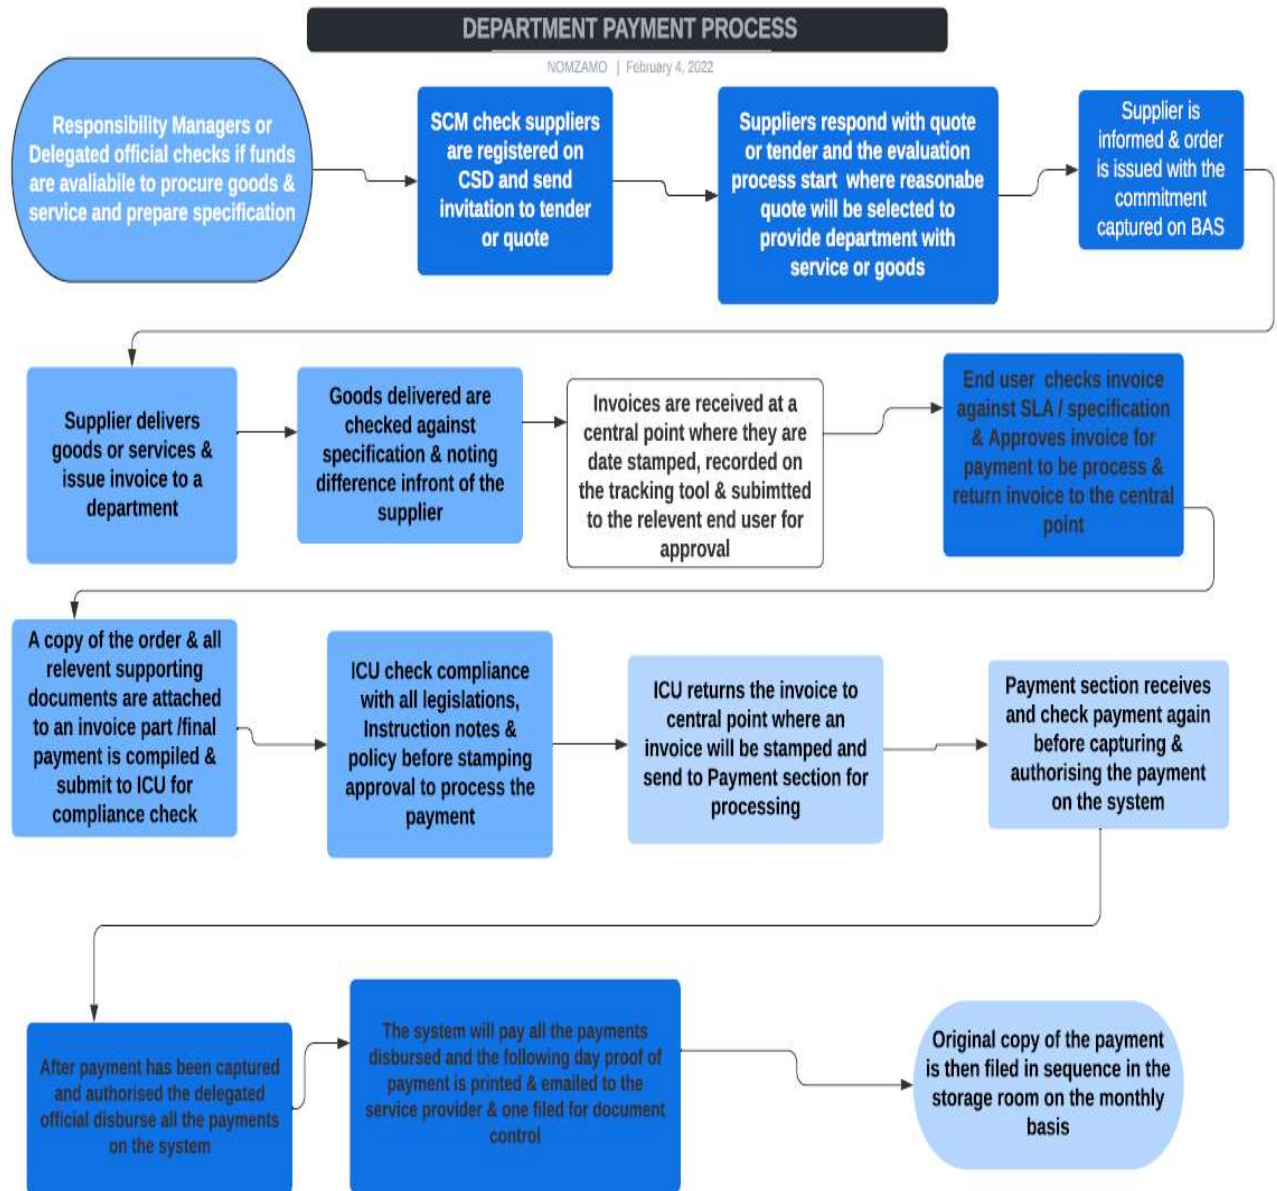 DEPARTMENT PAYMENT PROCESS
NOMZAMO | February 4, 2022
Responsibility Managers or
Delegated official checks if funds
are avaliabile to procure goods &
service and prepare specification
SCM check suppliers
are registered on
CSD and send
invitation to tender
or quote
Suppliers respond with quote
or tender and the evaluation
process start where reasonabe
quote will be selected to
provide department with
service or goods
Supplier is
informed & order
is issued with the
commitment
captured on BAS
Supplier delivers
goods or services &
issue invoice to a
department
Goods delivered are
checked against
specification & noting
difference infront of the
supplier
Invoices are received at a
central point where they are
date stamped, recorded on
the tracking tool & subimtted
to the relevent end user for
approval
End user checks invoice
against SLA / specification
& Approves invoice for
payment to be process &
return invoice to the central
point
A copy of the order & all
relevent supporting
documents are attached
to an invoice part /final
payment is compiled &
submit to ICU for
compliance check
ICU check compliance
with all legislations,
Instruction notes &
policy before stamping
approval to process the
payment
ICU returns the invoice to
central point where an
invoice will be stamped and
send to Payment section for
processing
Payment section receives
and check payment again
before capturing &
authorising the payment
on the system
After payment has been captured
and authorised the delegated
official disburse all the payments
on the system
The system will pay all the payments
disbursed and the following day proof of
payment is printed & emailed to the
service provider & one filed for document
control
Original copy of the payment
is then filed in sequence in the
storage room on the monthly
basis